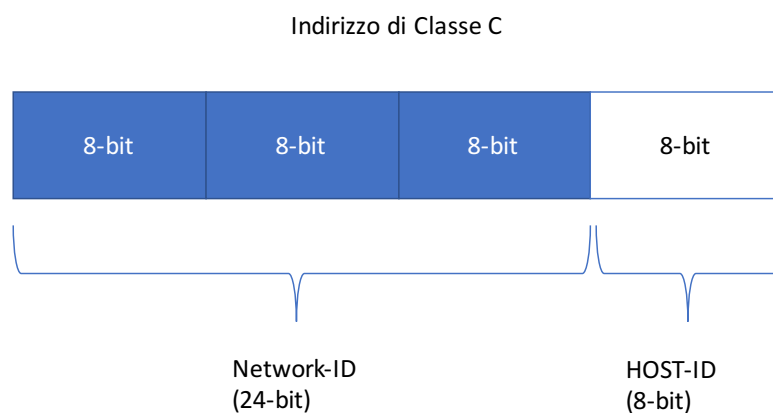 Indirizzo di Classe C
8-bit 8-bit 8-bit 8-bit
Network-ID HOST-ID
(24-bit) (8-bit)